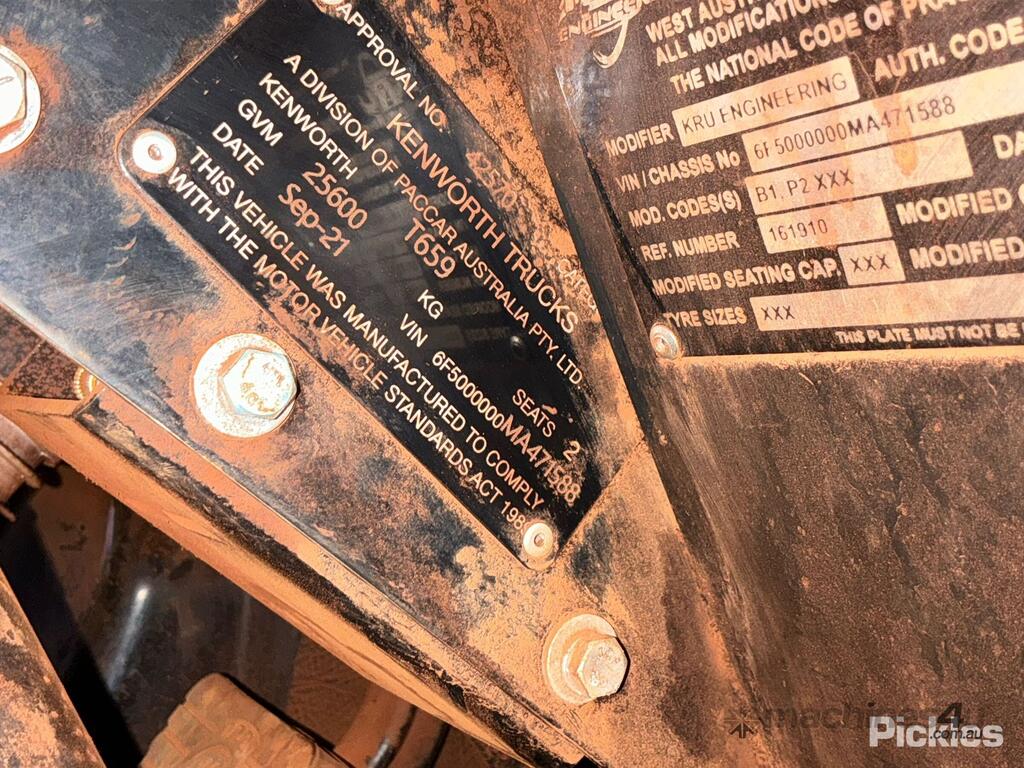 APPROVAL NO.
KENWORTH TRUCKS
A DIVISION OF PACCAR AUSTRALIA PTY. LTD.
KENWORTH T659 SEATS 2
GVM 25600 KG VIN 6F5000000MA471588
DATE Sep-21
THIS VEHICLE WAS MANUFACTURED TO COMPLY
WITH THE MOTOR VEHICLE STANDARDS ACT 198
ENGINEER
WEST AUST
ALL MODIFICATIONS
THE NATIONAL CODE OF PRA
AUTH. CODE
MODIFIER KRU ENGINEERING
VIN / CHASSIS No 6F5000000MA471588
MOD. CODES(S) B1, P2 XXX DA
REF. NUMBER 161910 MODIFIED
MODIFIED SEATING CAP. XXX MODIFIED
TYRE SIZES XXX
THIS PLATE MUST NOT BE
machines4
.com.au
Pickles